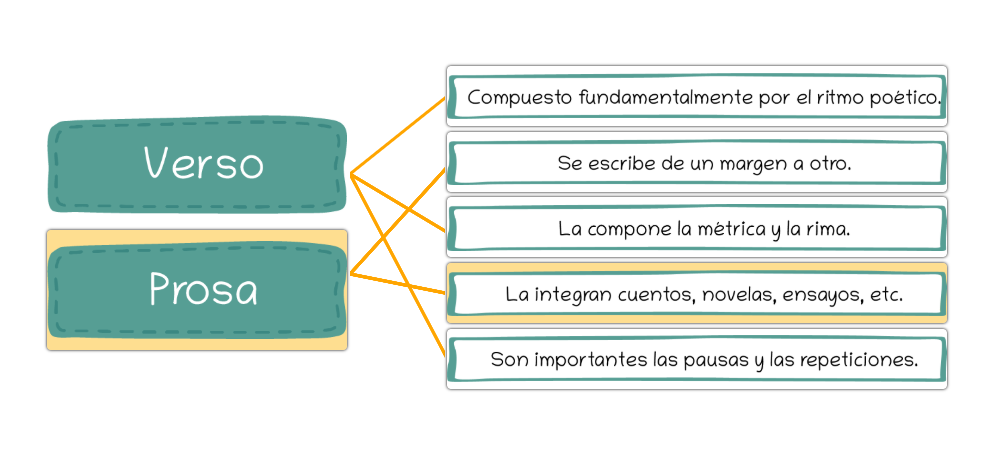 Verso
Prosa
Compuesto fundamentalmente por el ritmo poético.
Se escribe de un margen a otro.
La compone la métrica y la rima.
La integran cuentos, novelas, ensayos, etc.
Son importantes las pausas y las repeticiones.